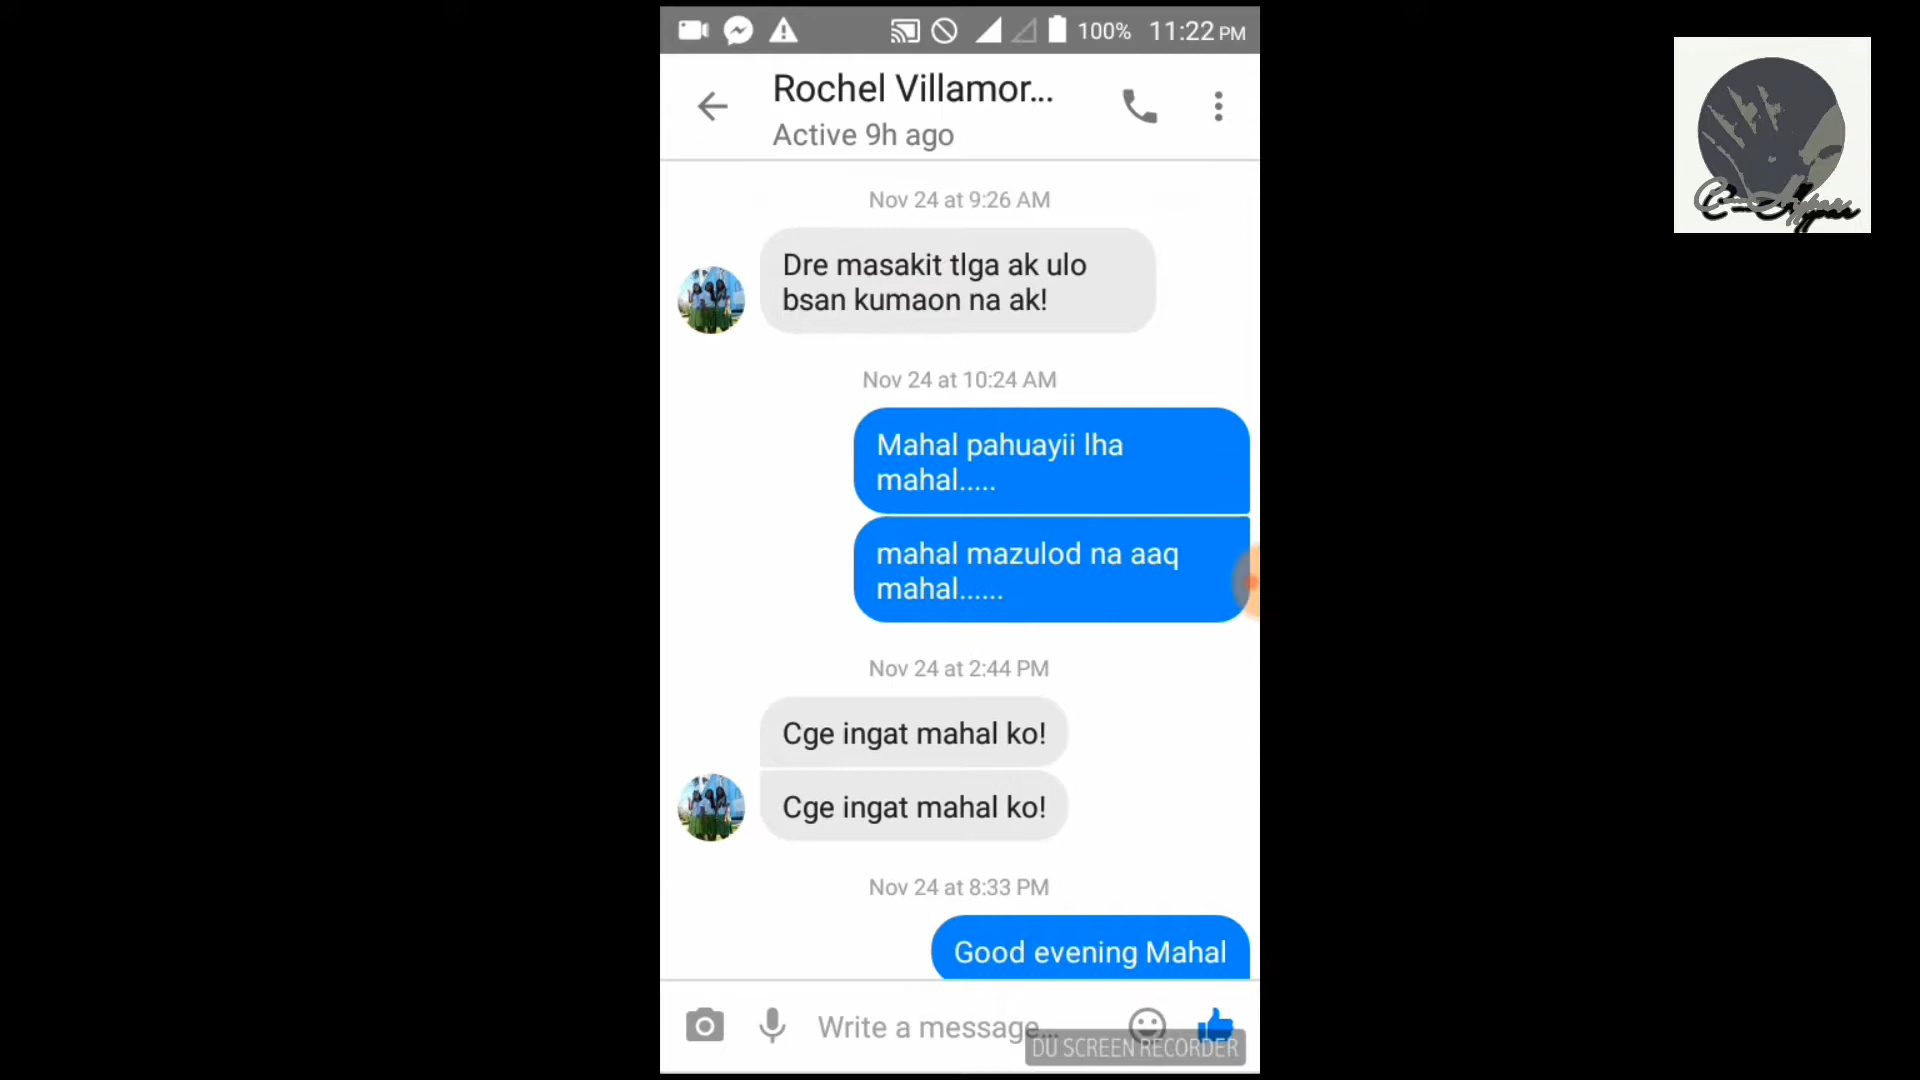 100% 11:22 PM
Rochel Villamor...
Active 9h ago
Nov 24 at 9:26 AM
Dre masakit tlga ak ulo
bsan kumaon na ak!
Nov 24 at 10:24 AM
Mahal pahuayii lha
mahal.....
mahal mazulod na aaq
mahal......
Nov 24 at 2:44 PM
Cge ingat mahal ko!
Cge ingat mahal ko!
Nov 24 at 8:33 PM
Good evening Mahal
Write a message...
DU SCREEN RECORDER